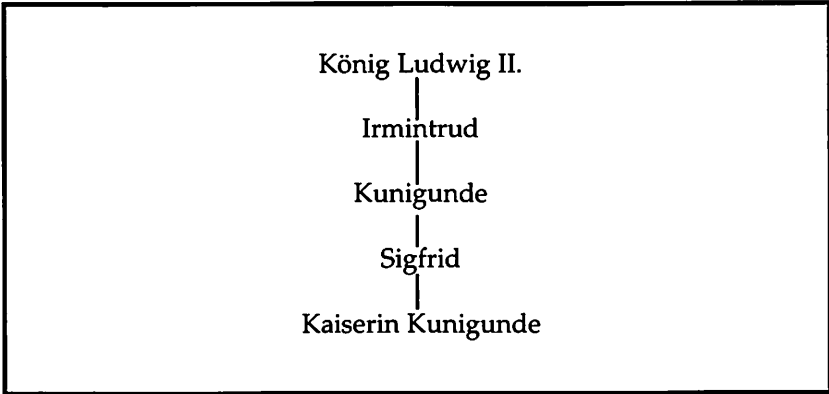 König Ludwig II.
Irmintrud
Kunigunde
Sigfrid
Kaiserin Kunigunde